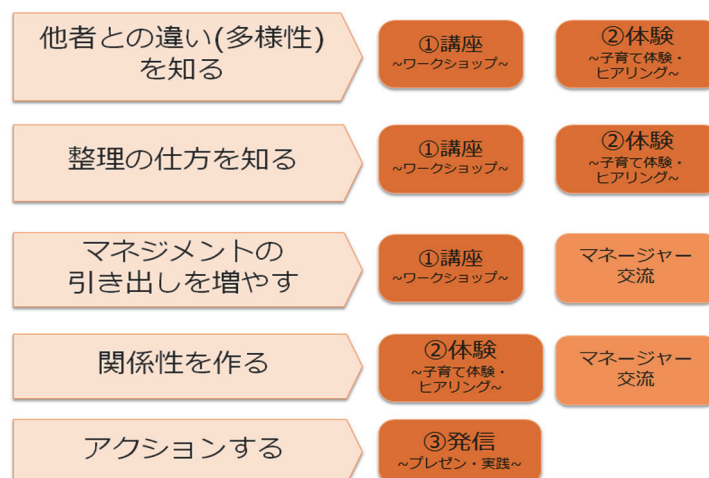 他者との違い(多様性)
を知る
①講座
~ワークショップ~
②体験
~子育て体験・
ヒアリング~
整理の仕方を知る
①講座
~ワークショップ~
②体験
~子育て体験・
ヒアリング~
マネジメントの
引き出しを増やす
①講座
~ワークショップ~
マネージャー
交流
関係性を作る
②体験
~子育て体験・
ヒアリング~
マネージャー
交流
アクションする
③発信
~プレゼン・実践~